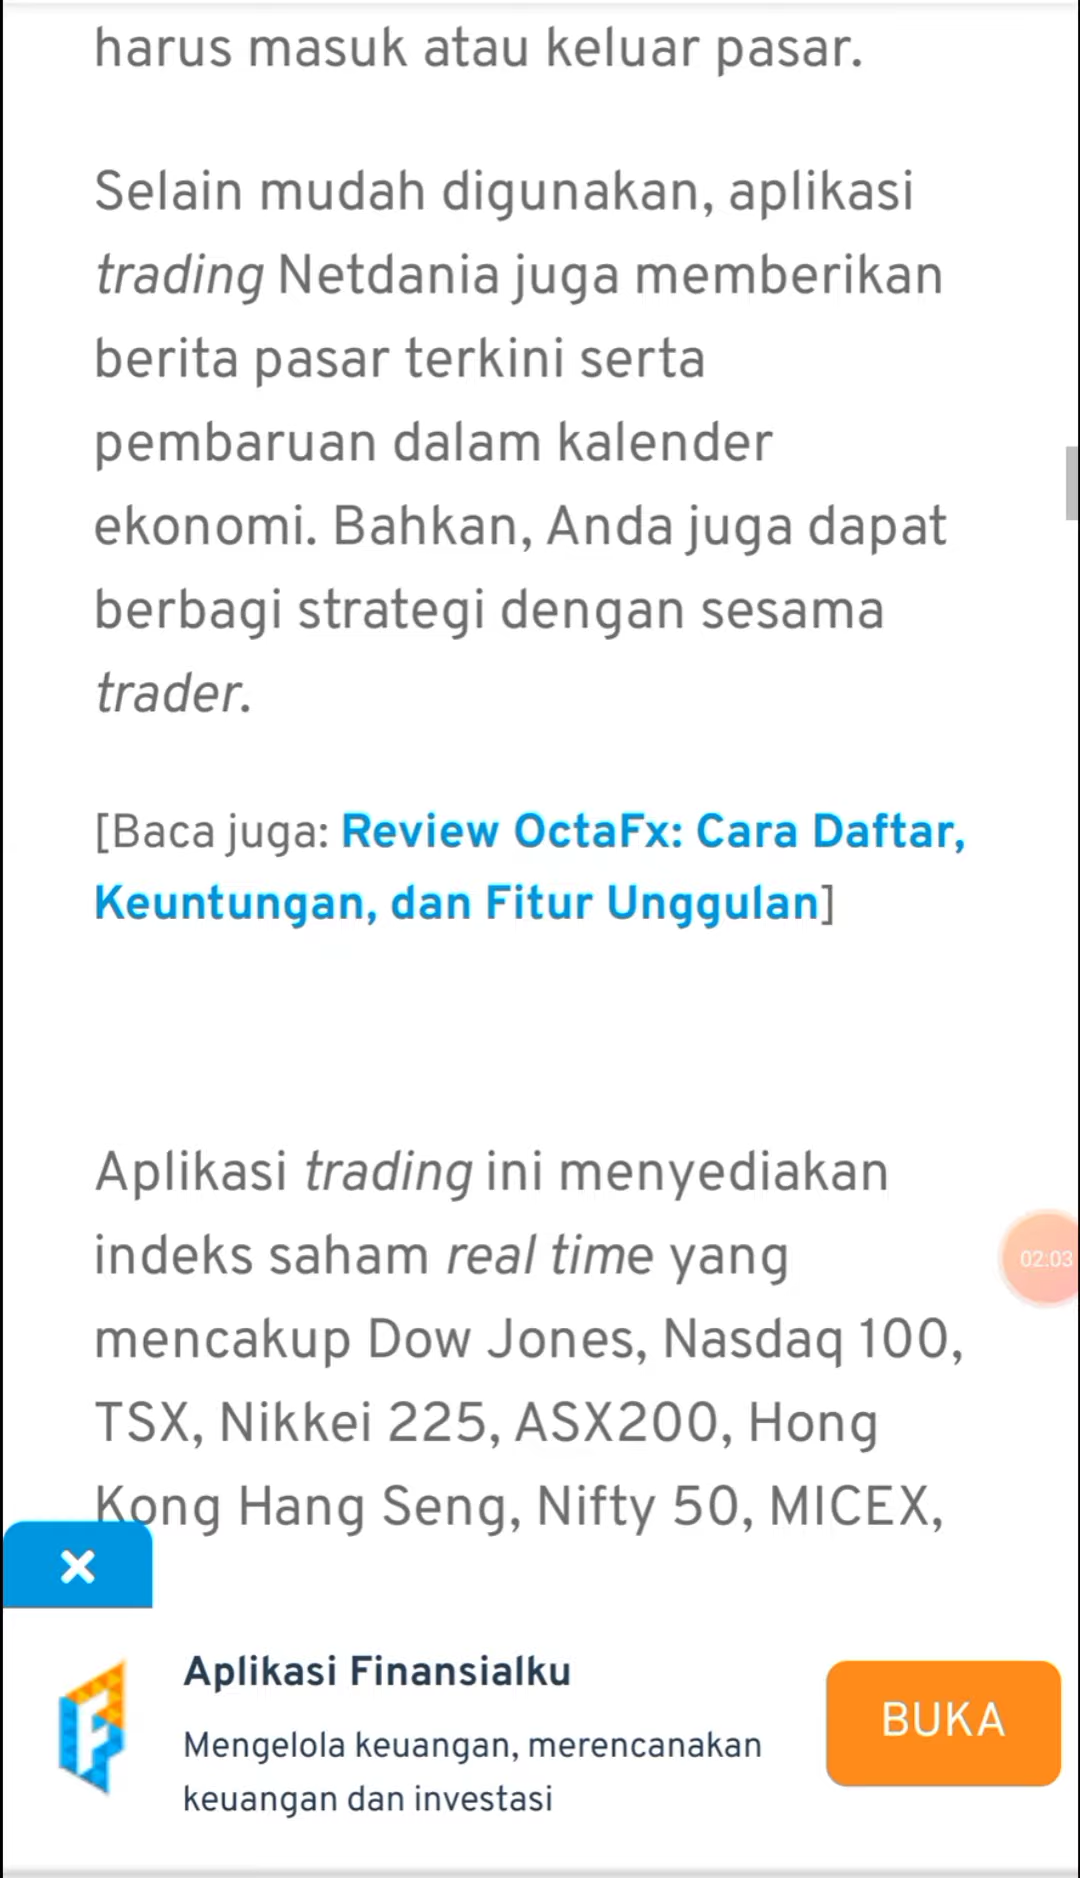 harus masuk atau keluar pasar.
Selain mudah digunakan, aplikasi
trading Netdania juga memberikan
berita pasar terkini serta
pembaruan dalam kalender
ekonomi. Bahkan, Anda juga dapat
berbagi strategi dengan sesama
trader.
[Baca juga: Review OctaFx: Cara Daftar,
Keuntungan, dan Fitur Unggulan]
Aplikasi trading ini menyediakan
indeks saham real time yang
02:03
mencakup Dow Jones, Nasdaq 100,
TSX, Nikkei 225, ASX200, Hong
Kong Hang Seng, Nifty 50, MICEX,
Aplikasi Finansialku
Mengelola keuangan, merencanakan
keuangan dan investasi
BUKA